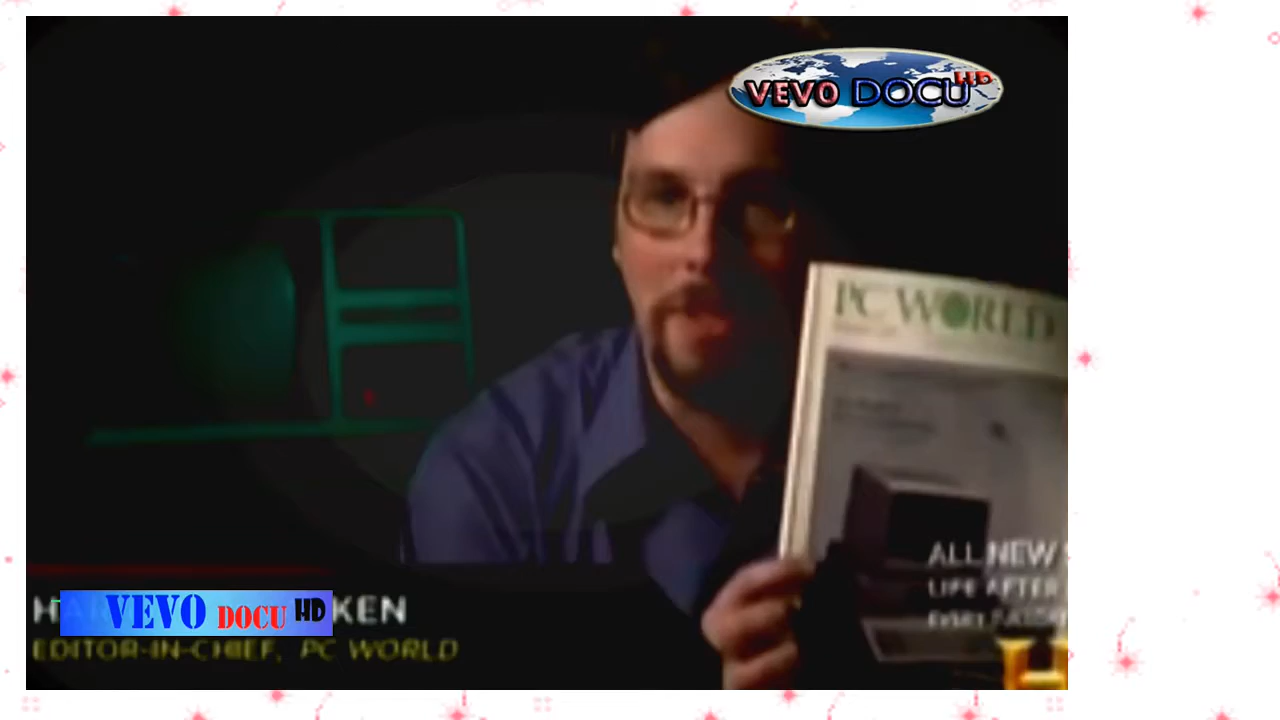 VEVO DOCU HD
PC WORLD
ALL NEW
LIFE AFTER
H
VEVO DOCU HD
KEN
EDITOR-IN-CHIEF, PC WORLD
H